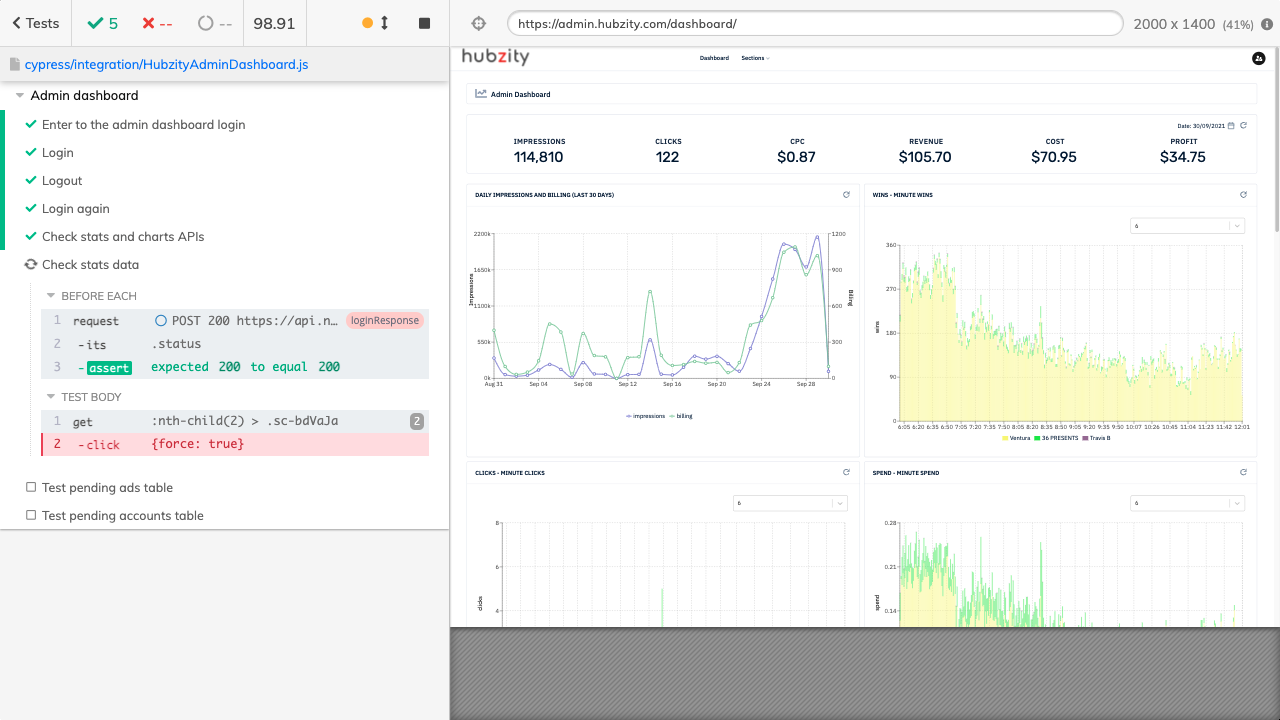 Tests
5
--
--
98.91
https://admin.hubzity.com/dashboard/
2000 x 1400 (41%)
cypress/integration/HubzityAdminDashboard.js
Admin dashboard
Enter to the admin dashboard login
Login
Logout
Login again
Check stats and charts APIs
Check stats data
BEFORE EACH
1 request POST 200 https://api.n... loginResponse
2 -its .status
3 -assert expected 200 to equal 200
TEST BODY
1 get :nth-child(2) > .sc-bdVaJa 2
2 -click {force: true}
Test pending ads table
Test pending accounts table
hubzity
Dashboard Sections
Admin Dashboard
Date: 30/09/2021
IMPRESSIONS CLICKS CPC REVENUE COST PROFIT
114,810 122 $0.87 $105.70 $70.95 $34.75
DAILY IMPRESSIONS AND BILLING (LAST 30 DAYS)
2200k 1200
1650k 900
1100k 600
550k 300
0k 0
Impressions
Billing
Aug 31 Sep 04 Sep 08 Sep 12 Sep 16 Sep 20 Sep 24 Sep 28
impressions billing
WINS - MINUTE WINS
6
360
270
180
90
0
wins
6:05 6:20 6:35 6:50 7:05 7:20 7:35 7:50 8:05 8:20 8:35 8:50 9:05 9:20 9:35 9:50 10:07 10:26 10:45 11:04 11:23 11:42 12:01
Ventura 36 PRESENTS Travis B
CLICKS - MINUTE CLICKS
6
8
6
4
clicks
SPEND - MINUTE SPEND
6
0.28
0.21
0.14
spend